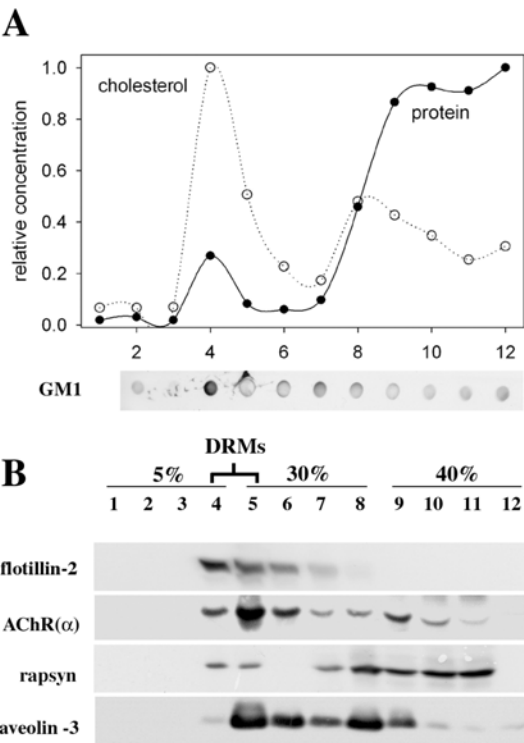 A
1.0
0.8
0.6
0.4
0.2
0.0
relative concentration
cholesterol
protein
2 4 6 8 10 12
GM1
DRMs
B
5% 30% 40%
1 2 3 4 5 6 7 8 9 10 11 12
flotillin-2
AChR(α)
rapsyn
aveolin -3